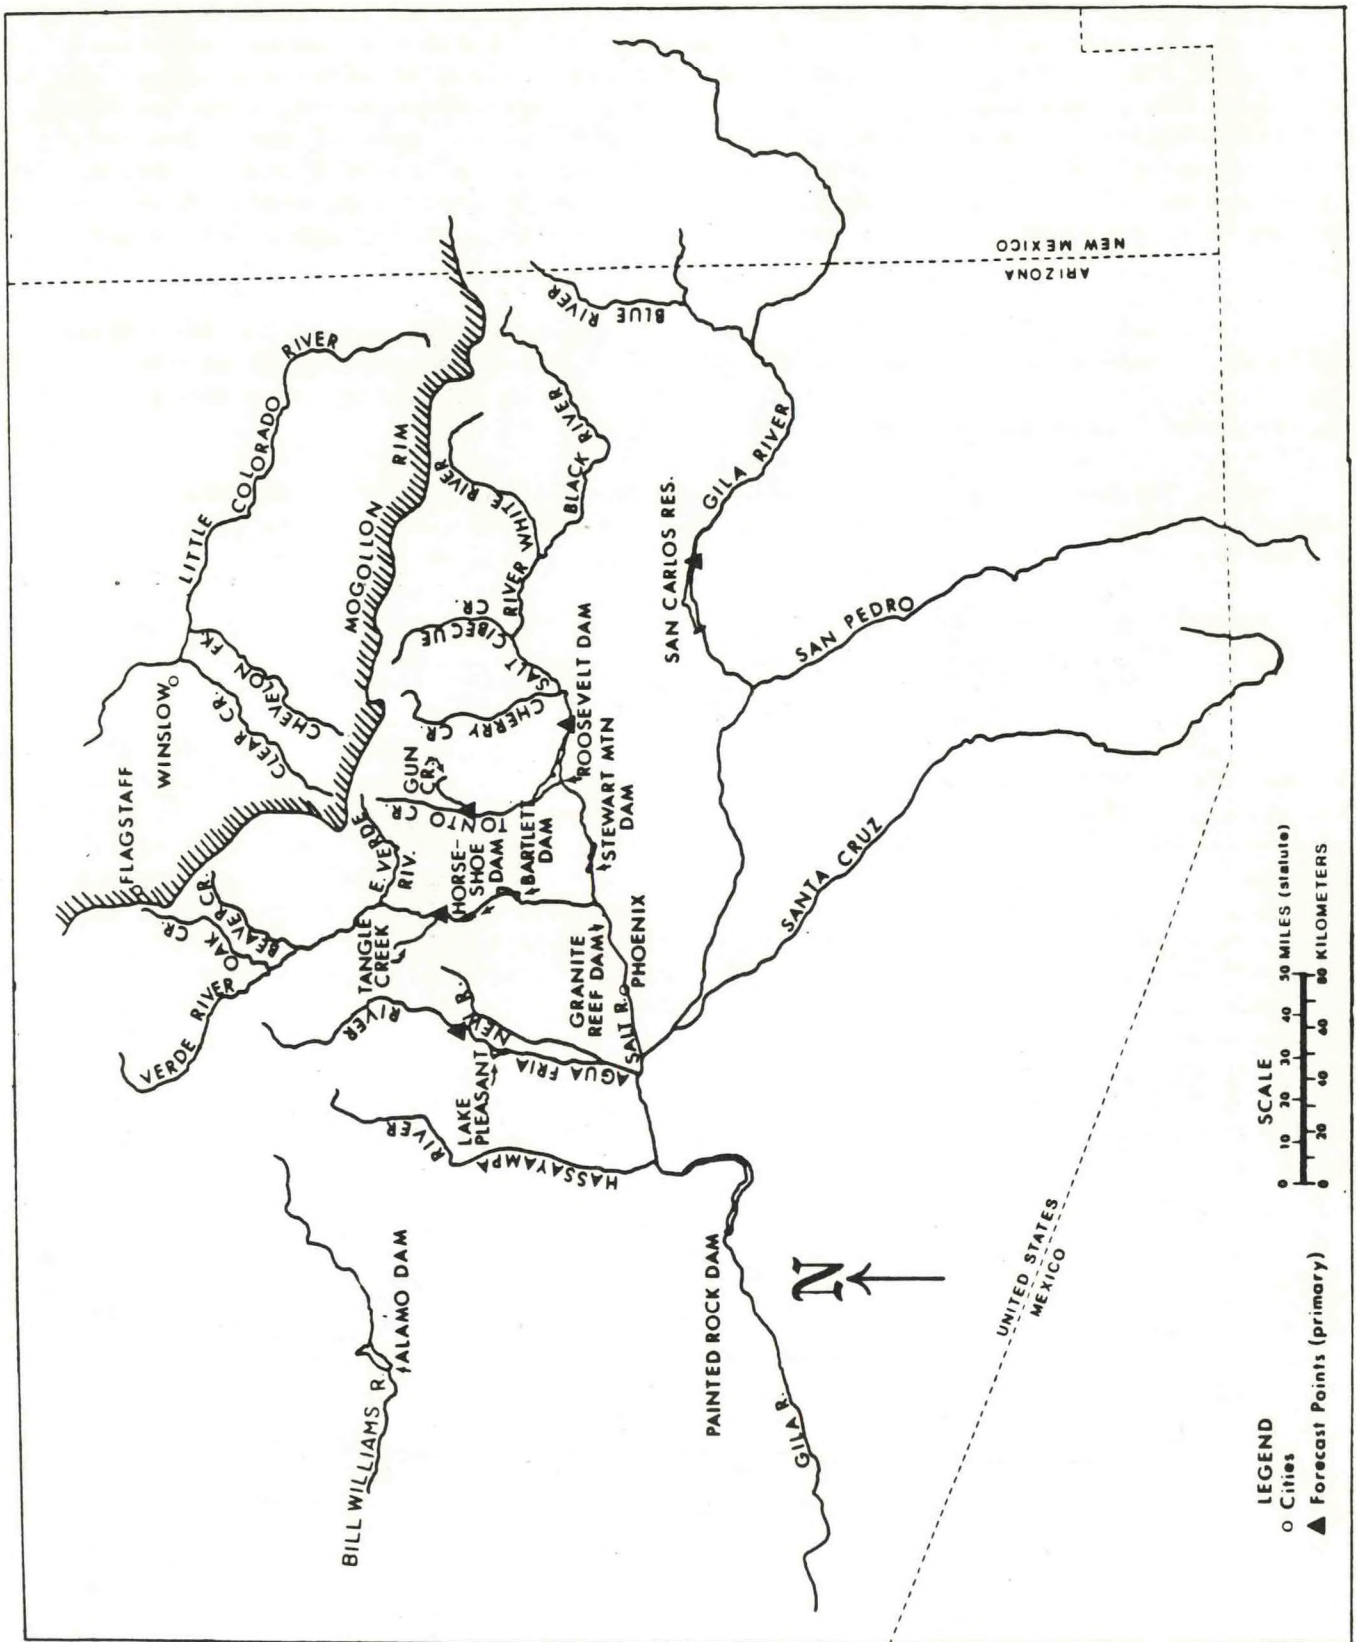 FLAGSTAFF
WINSLOW
LITTLE COLORADO RIVER
CHEVELON FK.
CLEAR CR.
MOGOLLON RIM
VERDE RIVER
OAK CR.
BEAVER CR.
E. VERDE
RIV.
TANGLE
CREEK
HORSE-
SHOE
DAM
BARTLETT
DAM
GUN
CR.
TONTO CR.
CHERRY CR.
CIBECUE CR.
SALT RIVER
WHITE RIVER
BLACK RIVER
BLUE RIVER
ROOSEVELT DAM
STEWART MTN
DAM
GRANITE
REEF DAM
SALT R.
PHOENIX
NEW R.
AGUA FRIA RIVER
LAKE
PLEASANT
HASSAYAMPA RIVER
BILL WILLIAMS R.
ALAMO DAM
PAINTED ROCK DAM
GILA R.
SAN CARLOS RES.
GILA RIVER
SAN PEDRO
SANTA CRUZ
ARIZONA
NEW MEXICO
UNITED STATES
MEXICO
N
LEGEND
o Cities
▲ Forecast Points (primary)
SCALE
0 10 20 30 40 50 MILES (statute)
0 20 40 60 80 KILOMETERS